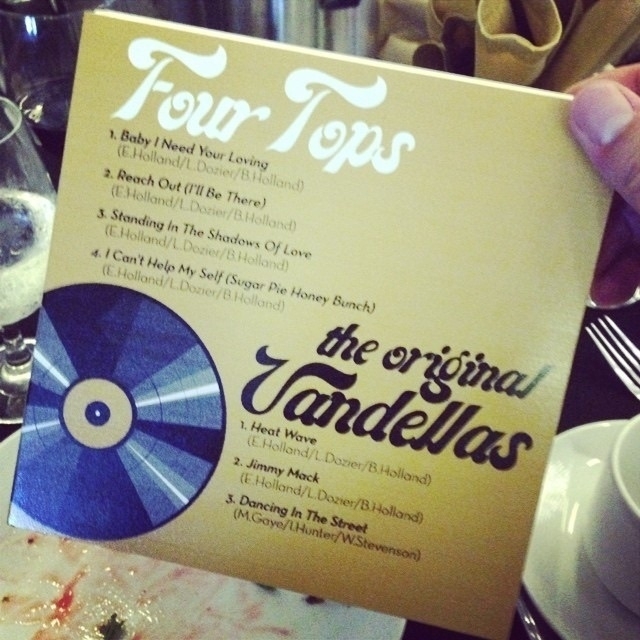 Four Tops
1. Baby I Need Your Loving
(E.Holland/L.Dozier/B.Holland)
2. Reach Out (I'll Be There)
(E.Holland/L.Dozier/B.Holland)
3. Standing In The Shadows Of Love
(E.Holland/L.Dozier/B.Holland)
4. I Can't Help My Self (Sugar Pie Honey Bunch)
(E.Holland/L.Dozier/B.Holland)
the original
Vandellas
1. Heat Wave
(E.Holland/L.Dozier/B.Holland)
2. Jimmy Mack
(E.Holland/L.Dozier/B.Holland)
3. Dancing In The Street
(M.Gaye/I.Hunter/W.Stevenson)